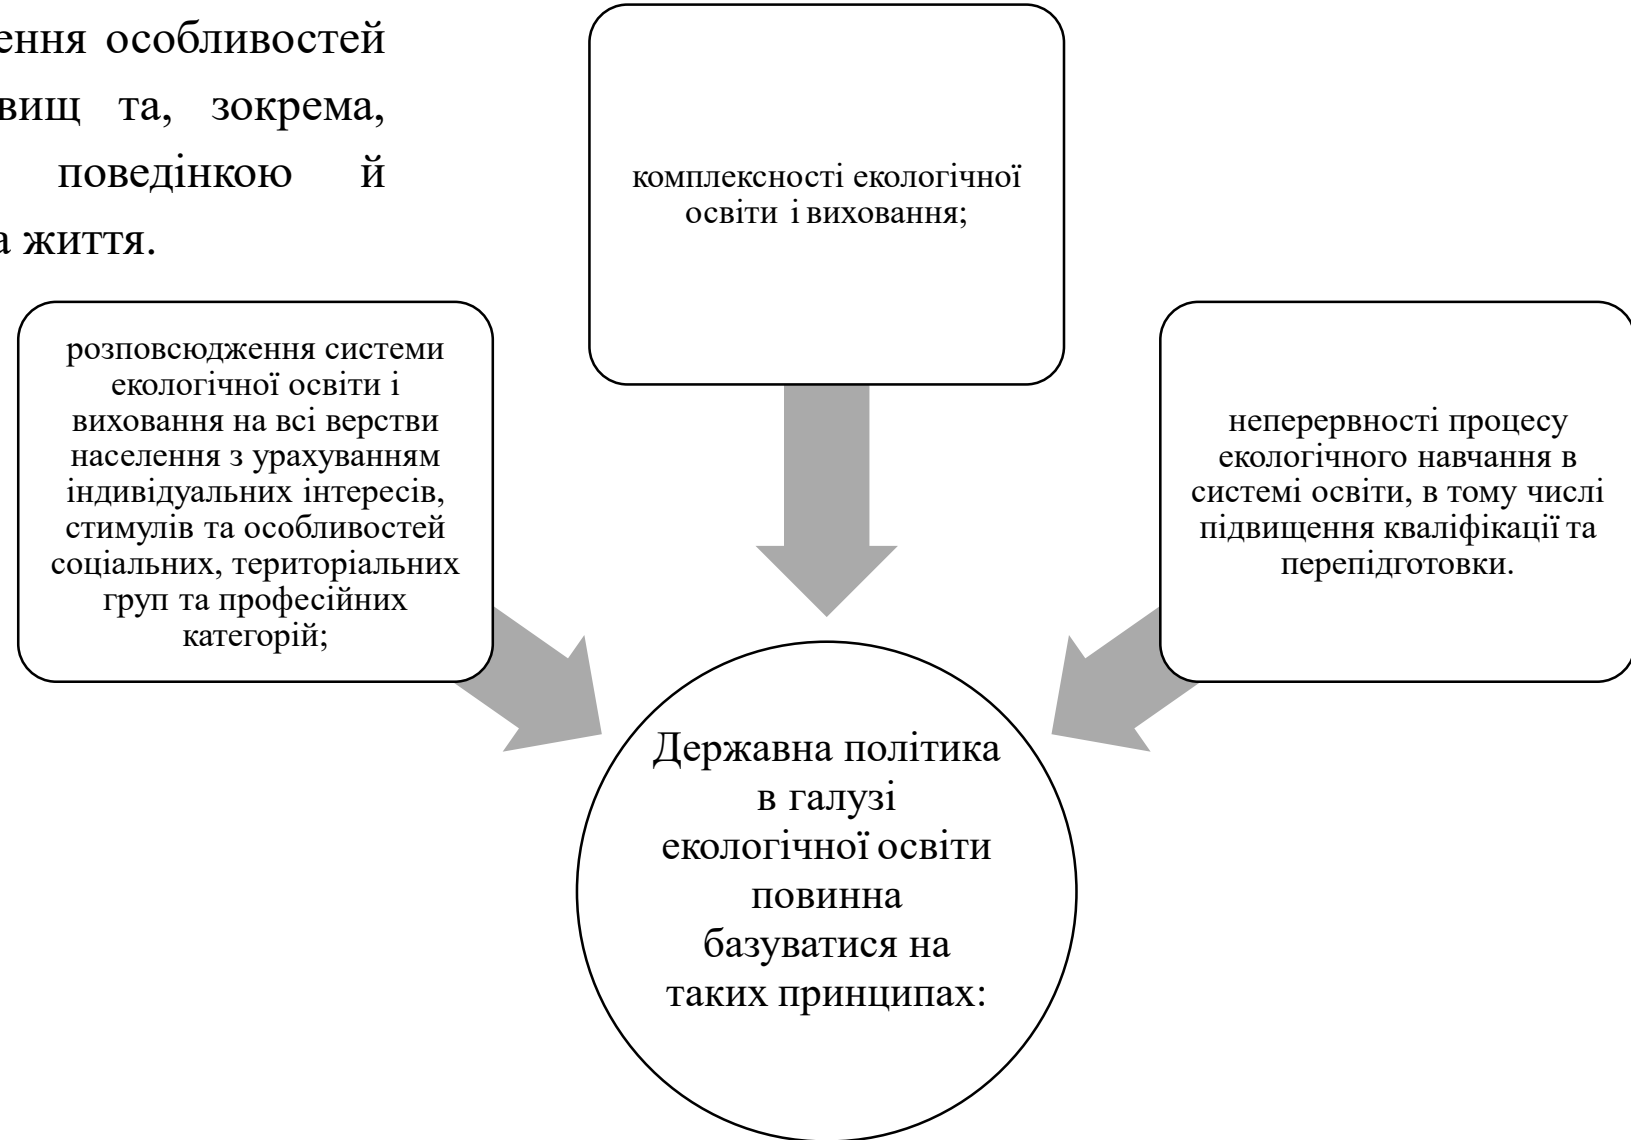 особливостей
та, зокрема,
поведінкою й
життя.
комплексності екологічної
освіти і виховання;
розповсюдження системи
екологічної освіти і
виховання на всі верстви
населення з урахуванням
індивідуальних інтересів,
стимулів та особливостей
соціальних, територіальних
груп та професійних
категорій;
неперервності процесу
екологічного навчання в
системі освіти, в тому числі
підвищення кваліфікації та
перепідготовки.
Державна політика
в галузі
екологічної освіти
повинна
базуватися на
таких принципах: